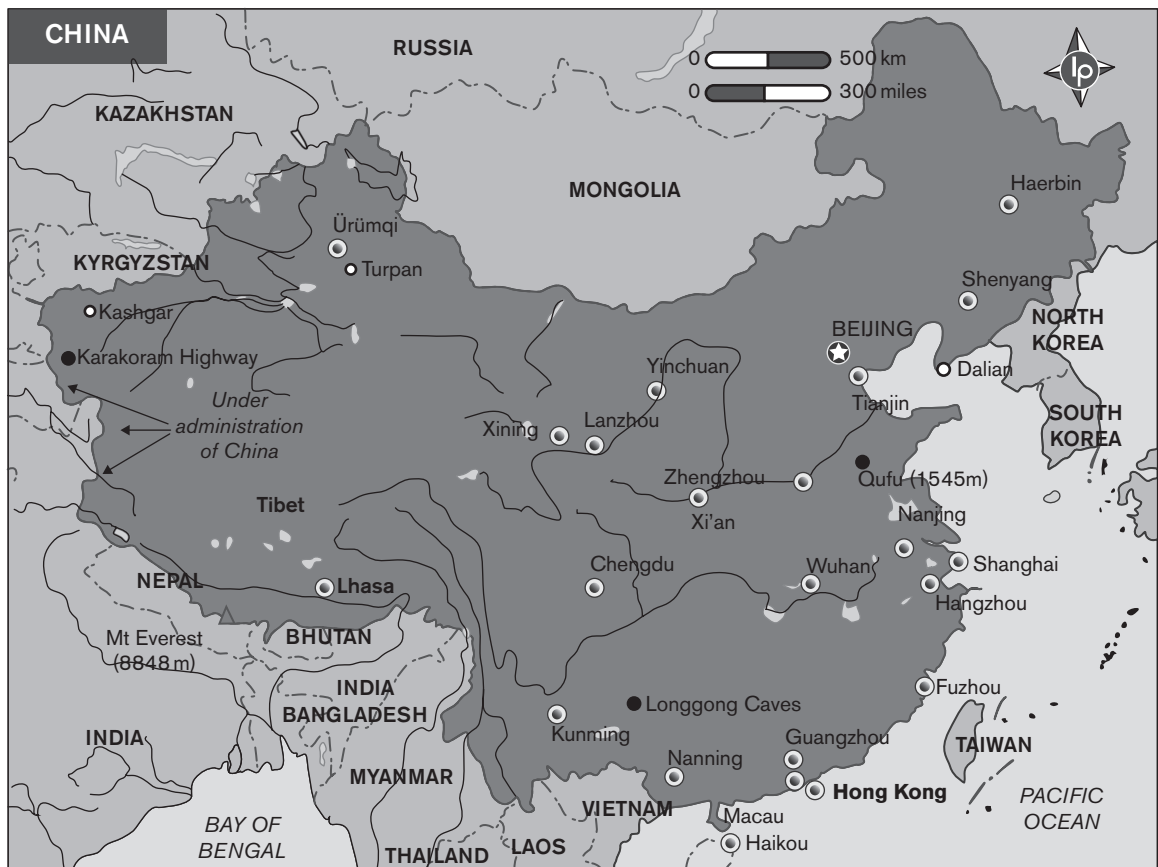 CHINA
RUSSIA
0 500 km
0 300 miles
lp
KAZAKHSTAN
MONGOLIA
Haerbin
Ürümqi
KYRGYZSTAN
Turpan
Shenyang
Kashgar
NORTH
KOREA
BEIJING
Karakoram Highway
Yinchuan
Dalian
Under
administration
of China
Tianjin
Xining
Lanzhou
SOUTH
KOREA
Zhengzhou
Qufu (1545m)
Tibet
Xi'an
Nanjing
NEPAL
Lhasa
Chengdu
Wuhan
Shanghai
Hangzhou
Mt Everest
(8848 m)
BHUTAN
INDIA
BANGLADESH
Fuzhou
Longgong Caves
INDIA
Kunming
Guangzhou
TAIWAN
Nanning
MYANMAR
Hong Kong
VIETNAM
Macau
PACIFIC
OCEAN
BAY OF
BENGAL
Haikou
LAOS
THAILAND